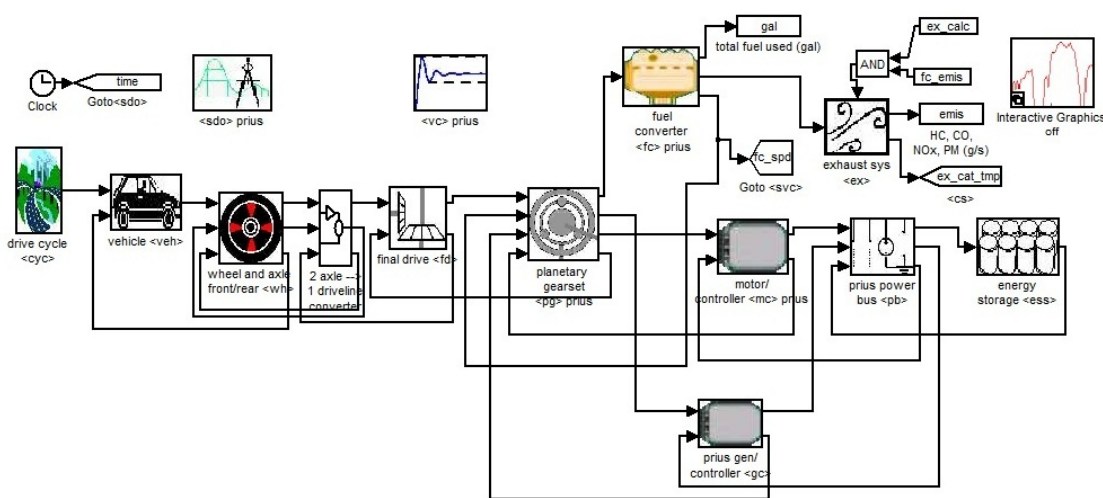 gal
total fuel used (gal)
ex_calc
AND
fc_emis
time
Clock
Goto<sdo>
<sdo> prius
<vc> prius
fuel
converter
<fc> prius
emis
HC, CO,
NOx, PM (g/s)
Interactive Graphics
off
fc_spd
Goto <svc>
exhaust sys
<ex>
ex_cat_tmp
<cs>
drive cycle
<cyc>
vehicle <veh>
wheel and axle
front/rear <wh>
2 axle -->
1 driveline
converter
final drive <fd>
planetary
gearset
<pg> prius
motor/
controller <mc> prius
prius power
bus <pb>
energy
storage <ess>
prius gen/
controller <gc>